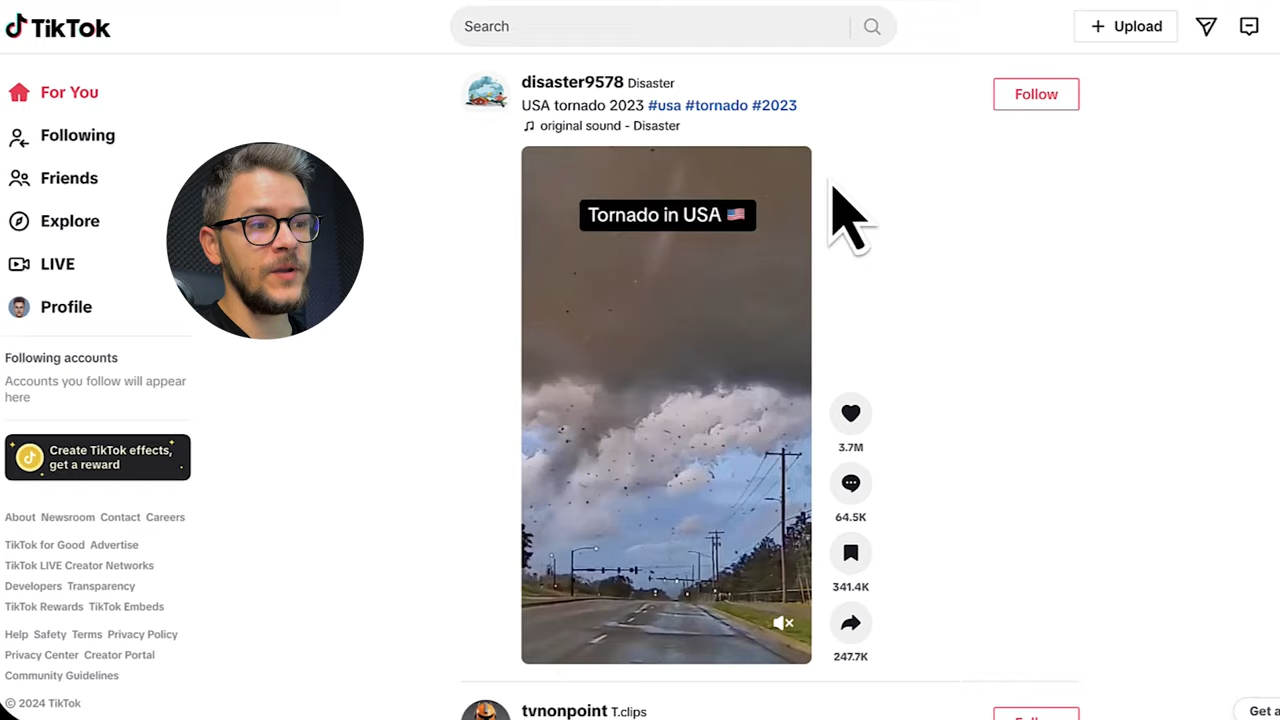 TikTok
Search
Upload
For You
Following
Friends
Explore
LIVE
Profile
Following accounts
Accounts you follow will appear
here
Create TikTok effects,
get a reward
About Newsroom Contact Careers
TikTok for Good Advertise
TikTok LIVE Creator Networks
Developers Transparency
TikTok Rewards TikTok Embeds
Help Safety Terms Privacy Policy
Privacy Center Creator Portal
Community Guidelines
© 2024 TikTok
disaster9578 Disaster
Follow
USA tornado 2023 #usa #tornado #2023
original sound - Disaster
Tornado in USA 🇺🇸
3.7M
64.5K
341.4K
247.7K
tvnonpoint T.clips
Get a